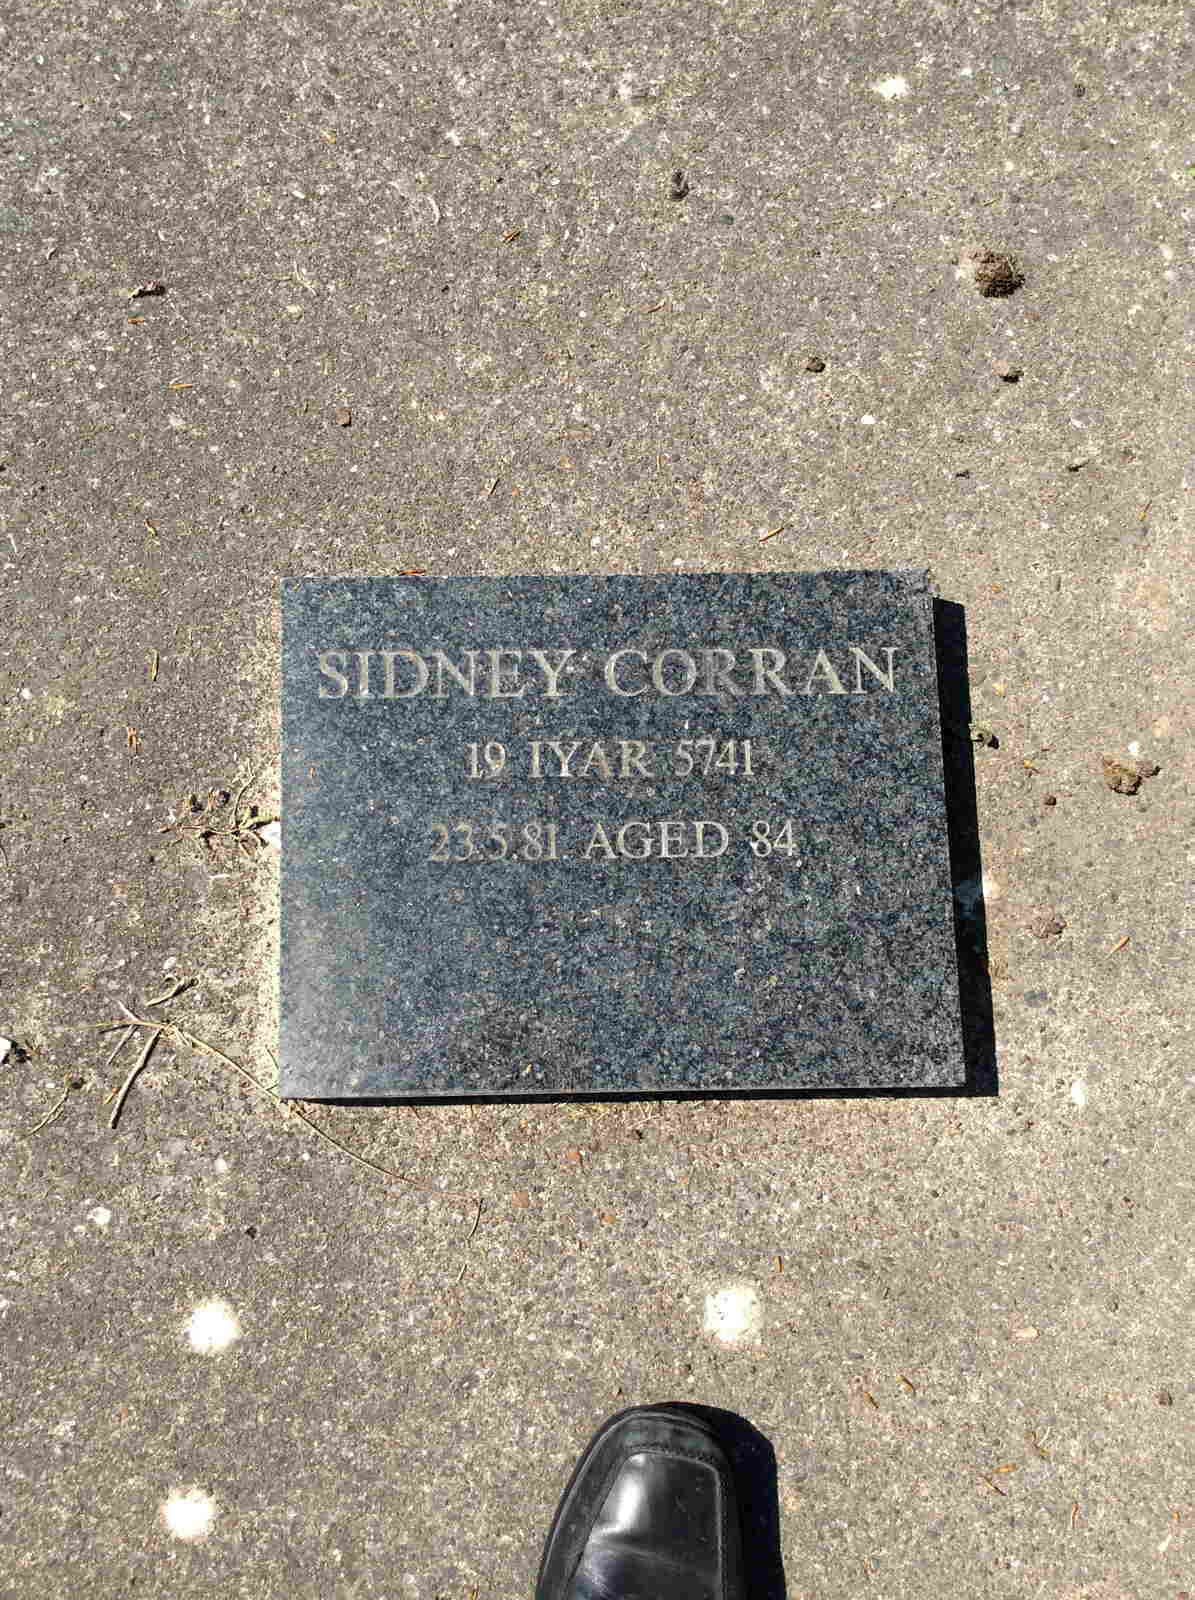 SIDNEY CORRAN
19 IYAR 5741
23.5.81. AGED 84